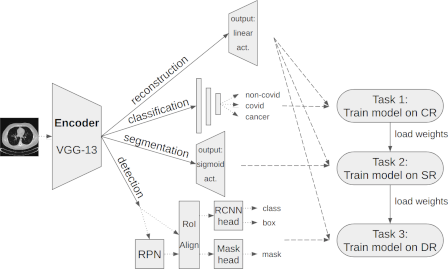 output:
linear
act.
reconstruction
classification
segmentation
detection
Encoder
VGG-13
non-covid
covid
cancer
output:
sigmoid
act.
RPN
RoI
Align
RCNN
head
class
box
Mask
head
mask
Task 1:
Train model on CR
load weights
Task 2:
Train model on SR
load weights
Task 3:
Train model on DR